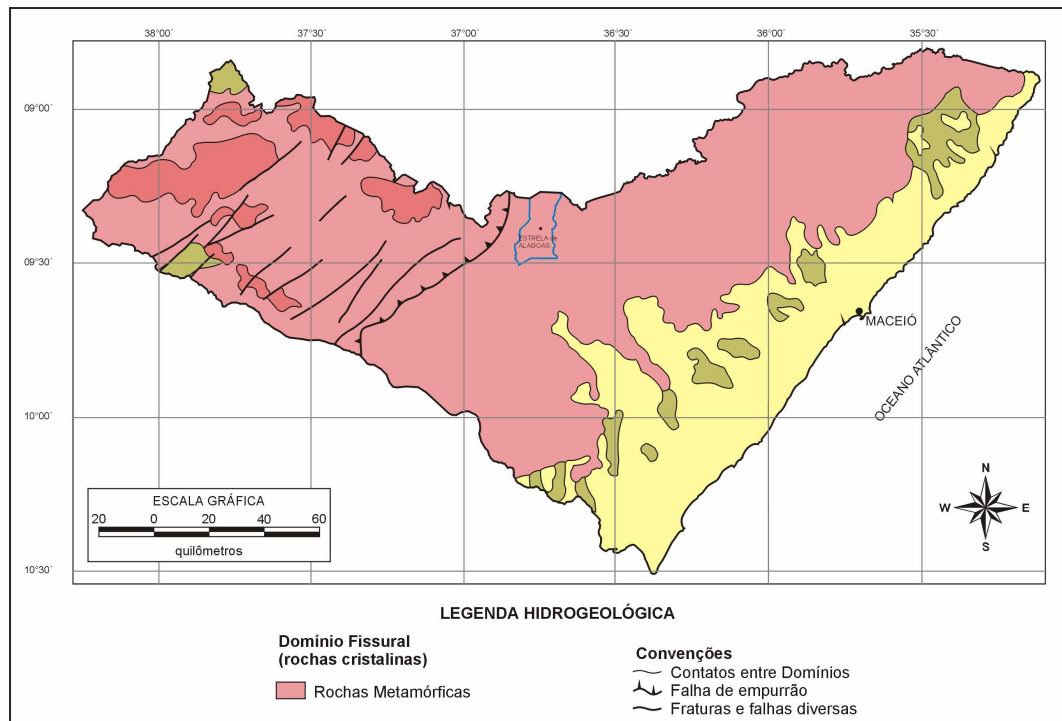 38°00´ 37°30´ 37°00´ 36°30´ 36°00´ 35°30´
09°00´
09°30´
10°00´
10°30´
ESTRELA de
ALAGOAS
MACEIÓ
OCEANO ATLÂNTICO
ESCALA GRÁFICA
20 0 20 40 60
quilômetros
N
W E
S
LEGENDA HIDROGEOLÓGICA
Domínio Fissural
(rochas cristalinas)
Rochas Metamórficas
Convenções
Contatos entre Domínios
Falha de empurrão
Fraturas e falhas diversas